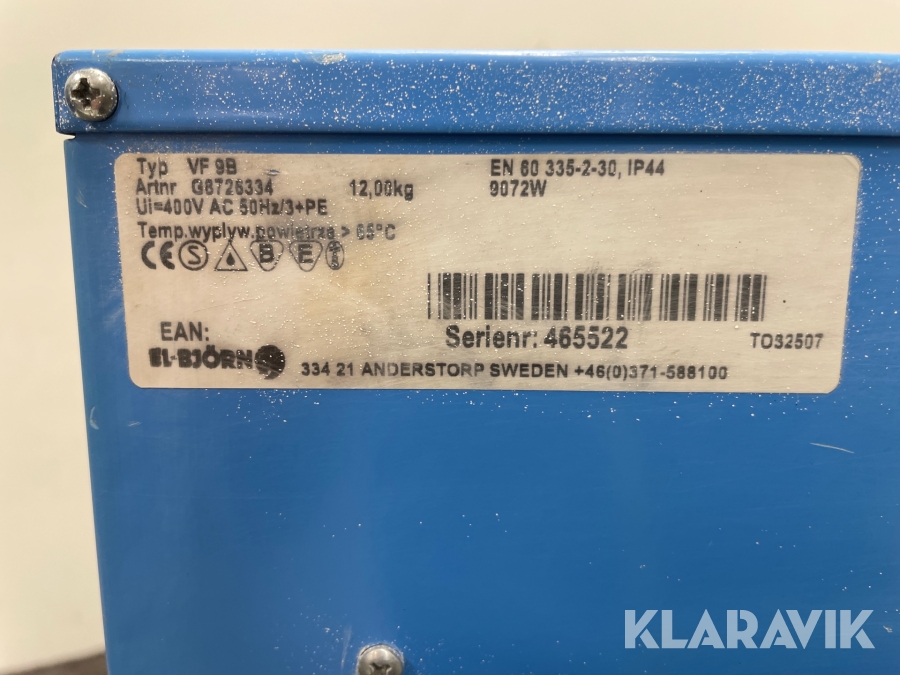 Typ VF 9B
EN 60 335-2-30, IP44
Artnr G6726334 12,00kg 9072W
Ui=400V AC 50Hz/3+PE
Temp.wyplyw.powietrza > 65°C
CE S B E
EAN:
Serienr: 465522
TO32507
EL-BJÖRN
334 21 ANDERSTORP SWEDEN +46(0)371-588100
KLARAVIK